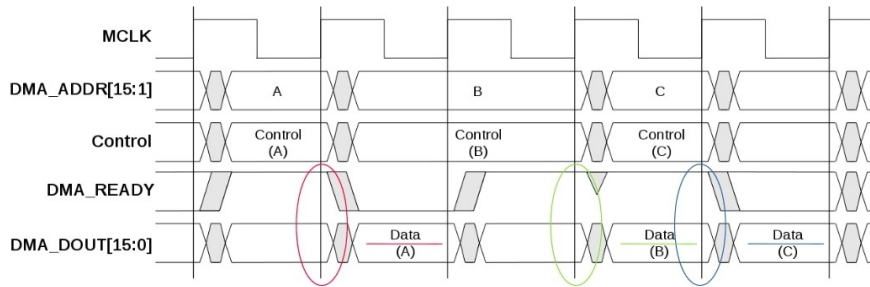 MCLK
DMA_ADDR[15:1]
A
B
C
Control
Control
(A)
Control
(B)
Control
(C)
DMA_READY
DMA_DOUT[15:0]
Data
(A)
Data
(B)
Data
(C)